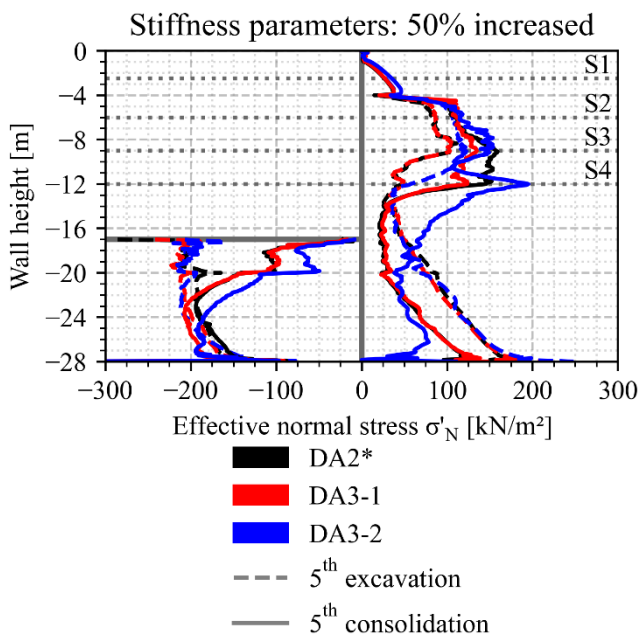 Stiffness parameters: 50% increased
Wall height [m]
0
−4
−8
−12
−16
−20
−24
−28
S1
S2
S3
S4
−300 −200 −100 0 100 200 300
Effective normal stress σ'N [kN/m²]
DA2*
DA3-1
DA3-2
5th excavation
5th consolidation